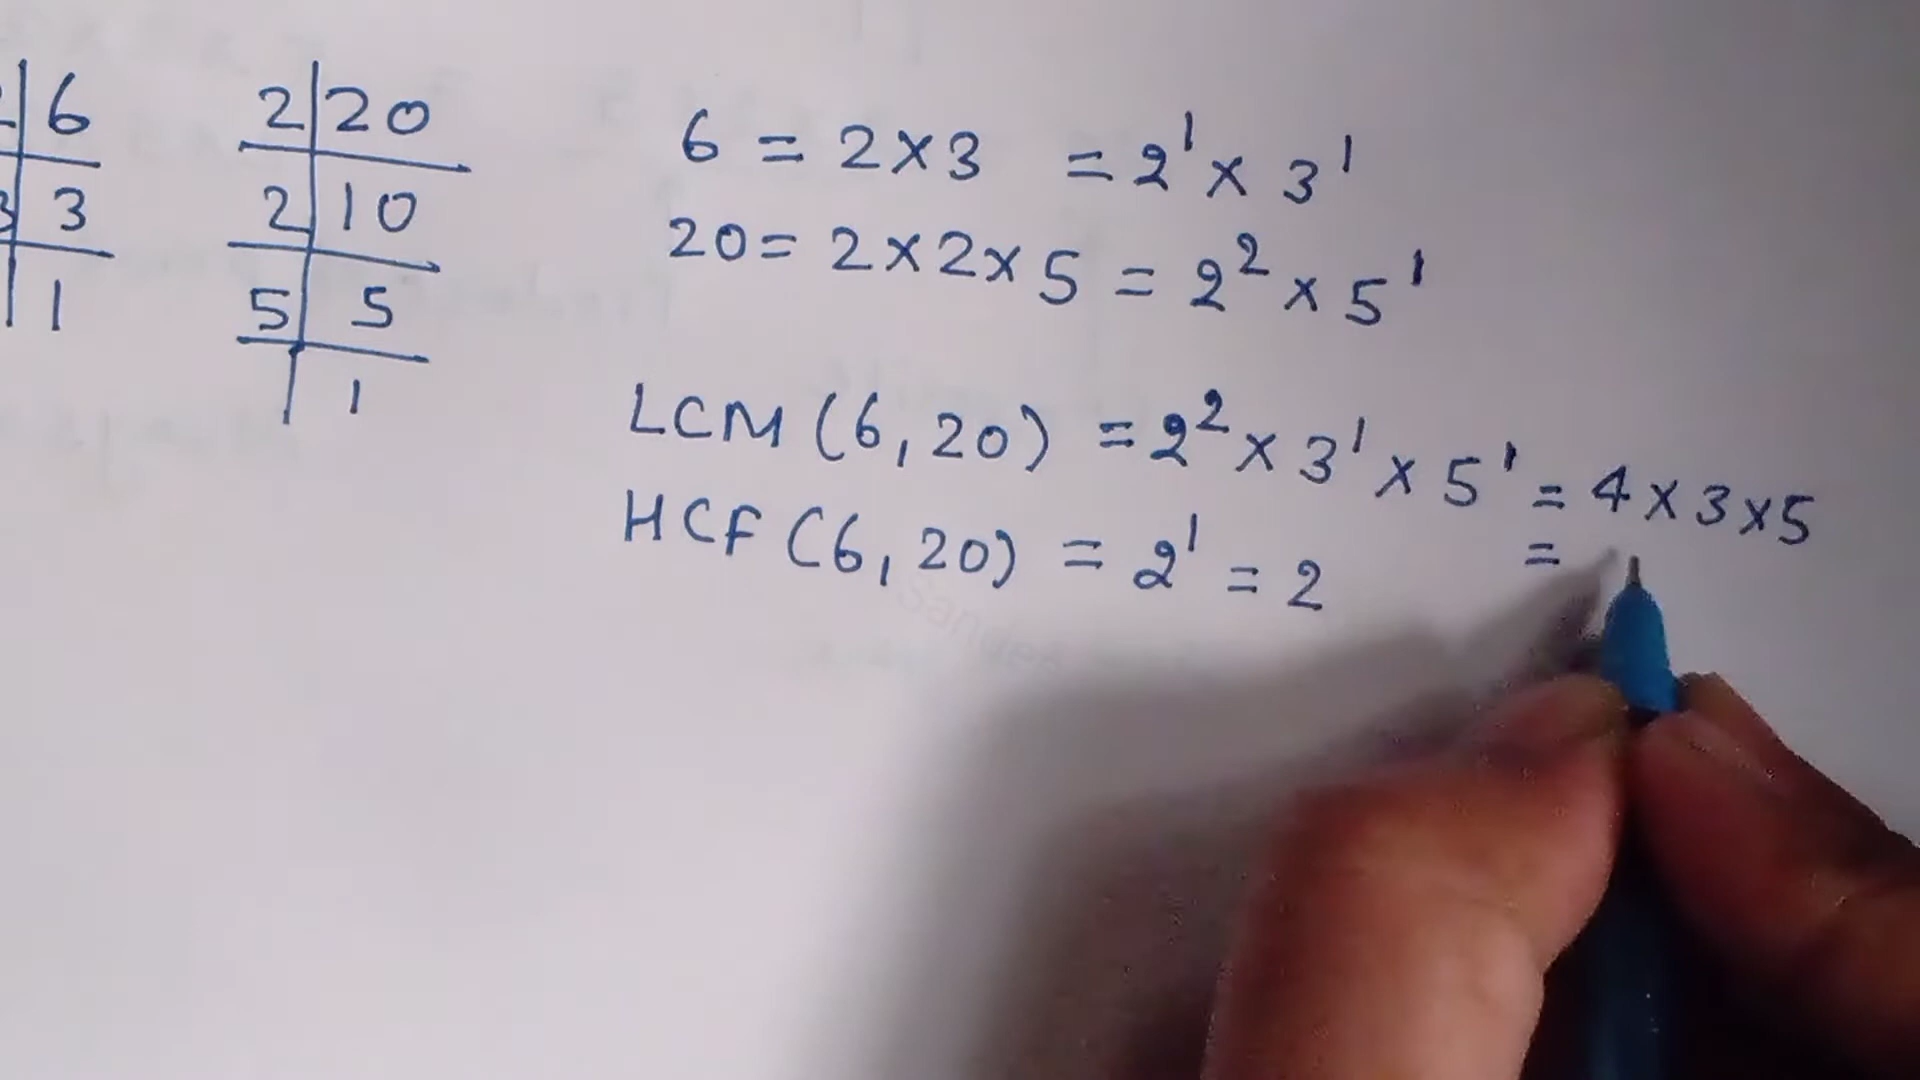 6
3 3
1
2 20
2 10
5 5
1
6 = 2×3 = 2¹ × 3¹
20 = 2×2×5 = 2² × 5¹
LCM (6, 20) = 2² × 3¹ × 5¹ = 4×3×5
=
HCF (6, 20) = 2¹ = 2